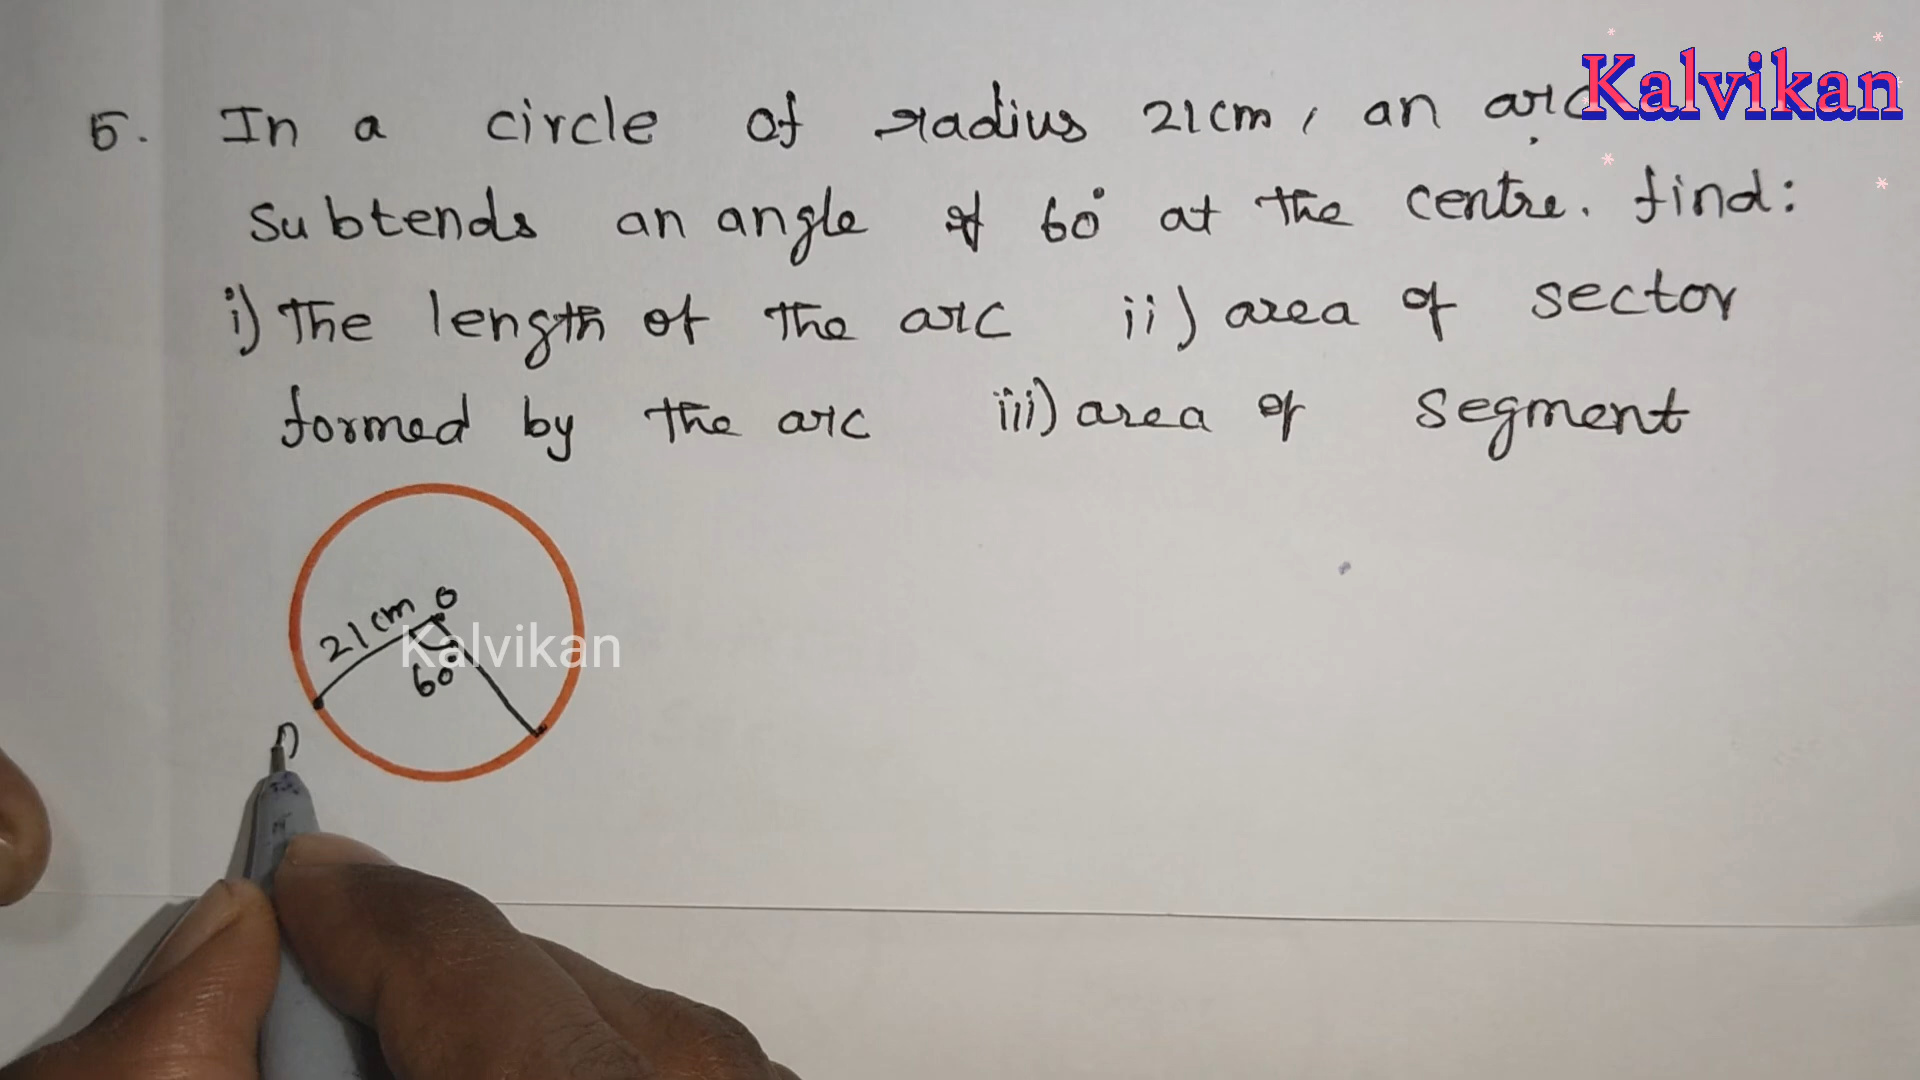 5. In a circle of radius 21cm, an arc
Kalvikan
subtends an angle of 60° at the centre. find:
i) The length of the arc ii) area of sector
formed by the arc iii) area of segment
21cm O
Kalvikan
60°